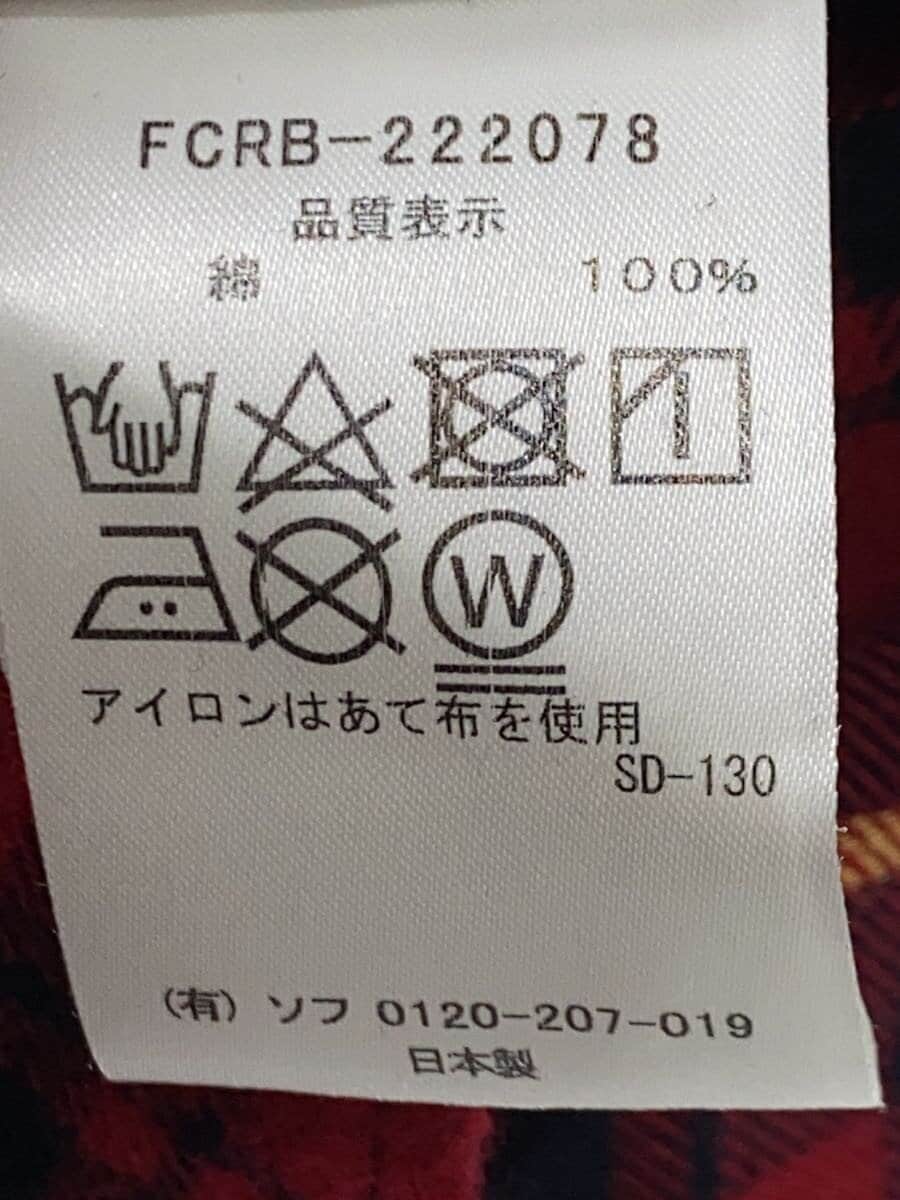 FCRB-222078
品質表示
綿 100%
W
アイロンはあて布を使用
SD-130
(有) ソフ 0120-207-019
日本製